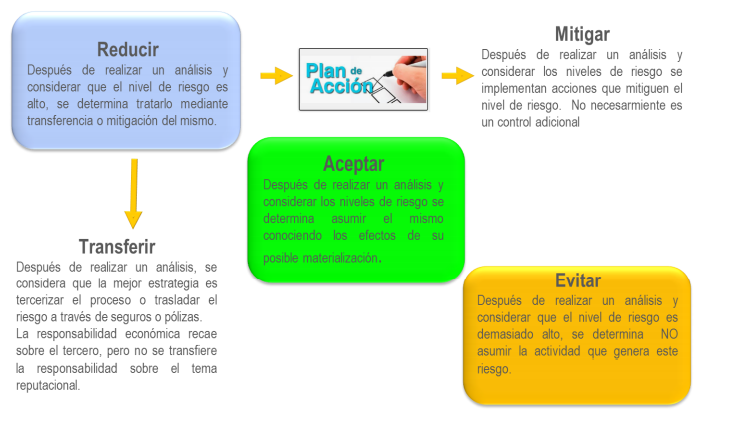 Reducir
Después de realizar un análisis y
considerar que el nivel de riesgo es
alto, se determina tratarlo mediante
transferencia o mitigación del mismo.
Plan de
Acción
Mitigar
Después de realizar un análisis y
considerar los niveles de riesgo se
implementan acciones que mitiguen el
nivel de riesgo. No necesarmiente es
un control adicional
Aceptar
Después de realizar un análisis y
considerar los niveles de riesgo se
determina asumir el mismo
conociendo los efectos de su
posible materialización.
Transferir
Después de realizar un análisis, se
considera que la mejor estrategia es
tercerizar el proceso o trasladar el
riesgo a través de seguros o pólizas.
La responsabilidad económica recae
sobre el tercero, pero no se transfiere
la responsabilidad sobre el tema
reputacional.
Evitar
Después de realizar un análisis y
considerar que el nivel de riesgo es
demasiado alto, se determina NO
asumir la actividad que genera este
riesgo.